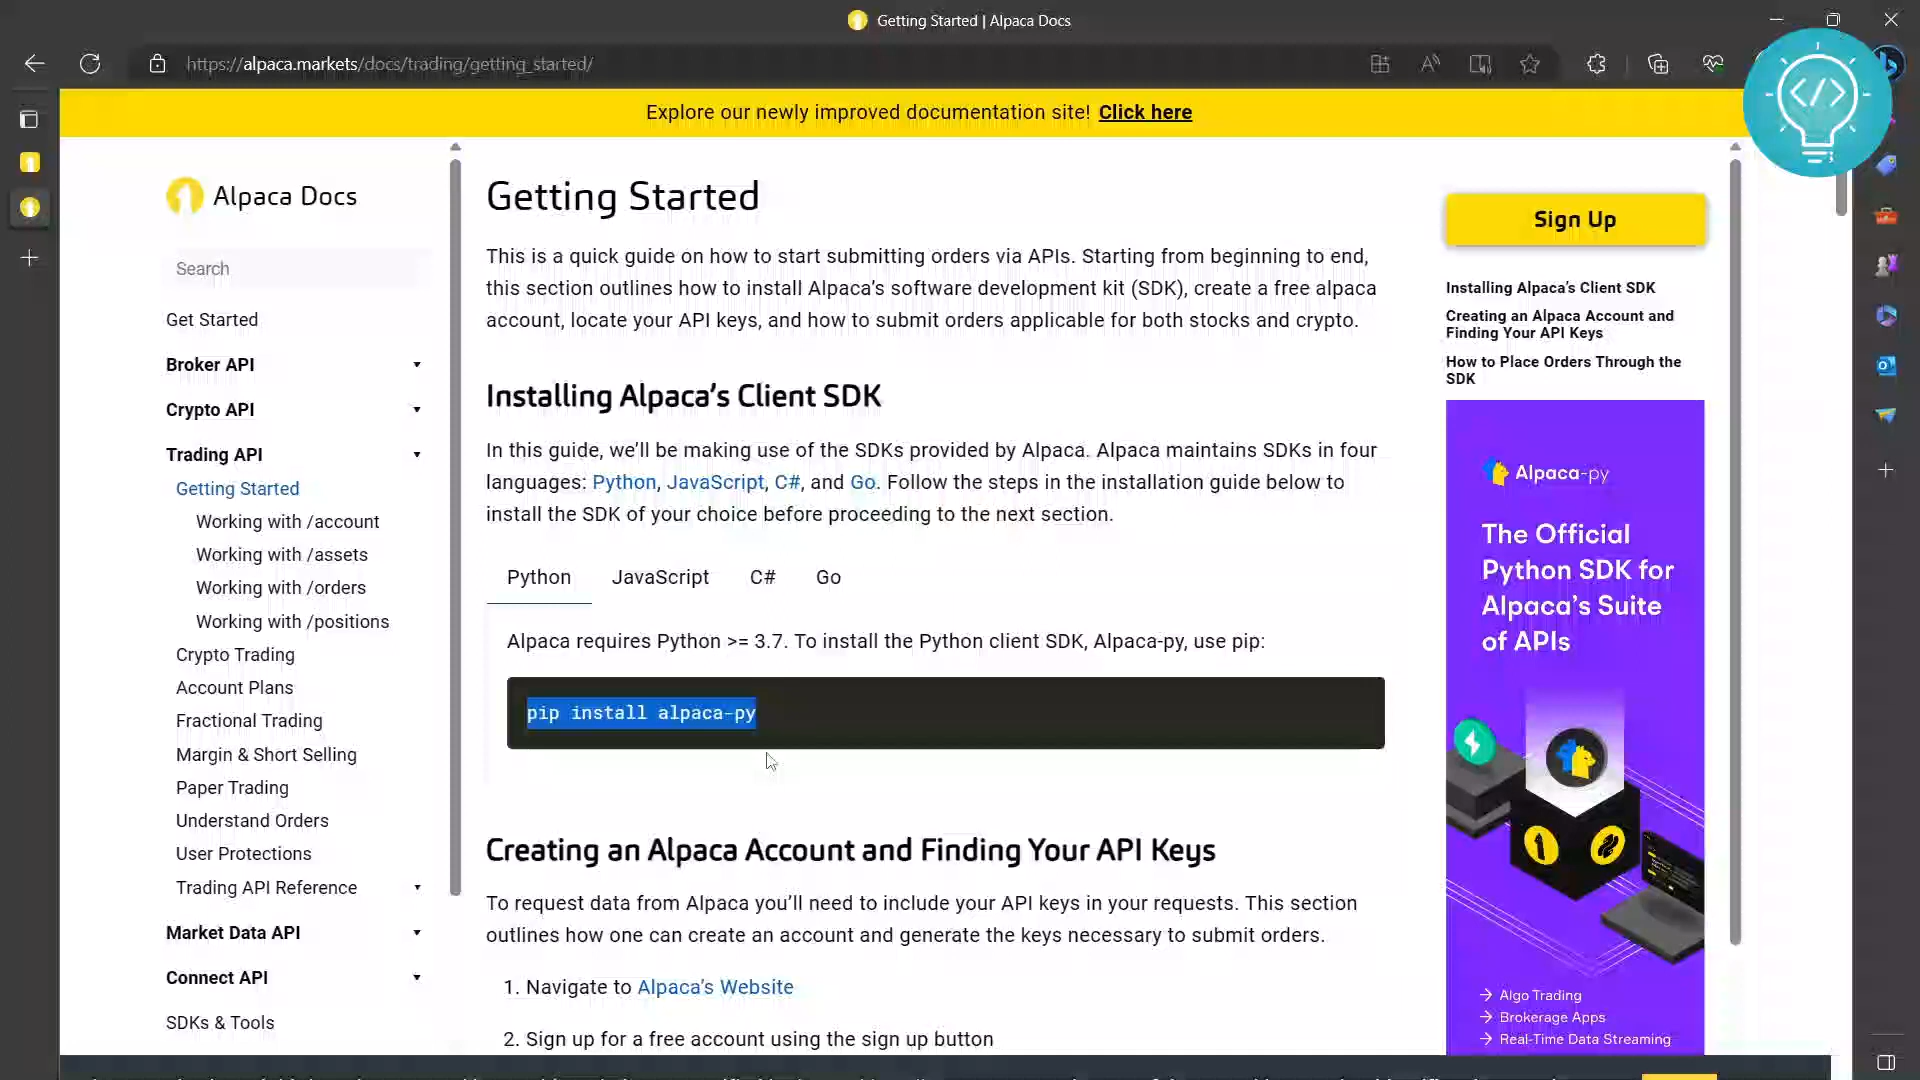 Getting Started | Alpaca Docs
https://alpaca.markets/docs/trading/getting_started/
Explore our newly improved documentation site! Click here
Alpaca Docs
Search
Get Started
Broker API
Crypto API
Trading API
Getting Started
Working with /account
Working with /assets
Working with /orders
Working with /positions
Crypto Trading
Account Plans
Fractional Trading
Margin & Short Selling
Paper Trading
Understand Orders
User Protections
Trading API Reference
Market Data API
Connect API
SDKs & Tools
Getting Started
This is a quick guide on how to start submitting orders via APIs. Starting from beginning to end,
this section outlines how to install Alpaca’s software development kit (SDK), create a free alpaca
account, locate your API keys, and how to submit orders applicable for both stocks and crypto.
Installing Alpaca’s Client SDK
In this guide, we’ll be making use of the SDKs provided by Alpaca. Alpaca maintains SDKs in four
languages: Python, JavaScript, C#, and Go. Follow the steps in the installation guide below to
install the SDK of your choice before proceeding to the next section.
Python JavaScript C# Go
Alpaca requires Python >= 3.7. To install the Python client SDK, Alpaca-py, use pip:
pip install alpaca-py
Creating an Alpaca Account and Finding Your API Keys
To request data from Alpaca you’ll need to include your API keys in your requests. This section
outlines how one can create an account and generate the keys necessary to submit orders.
1. Navigate to Alpaca’s Website
2. Sign up for a free account using the sign up button
Sign Up
Installing Alpaca’s Client SDK
Creating an Alpaca Account and
Finding Your API Keys
How to Place Orders Through the
SDK
Alpaca-py
The Official
Python SDK for
Alpaca’s Suite
of APIs
→ Algo Trading
→ Brokerage Apps
→ Real-Time Data Streaming